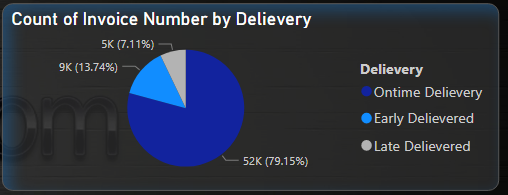 Count of Invoice Number by Delievery
5K (7.11%)
9K (13.74%)
52K (79.15%)
Delievery
Ontime Delievery
Early Delievered
Late Delievered
om